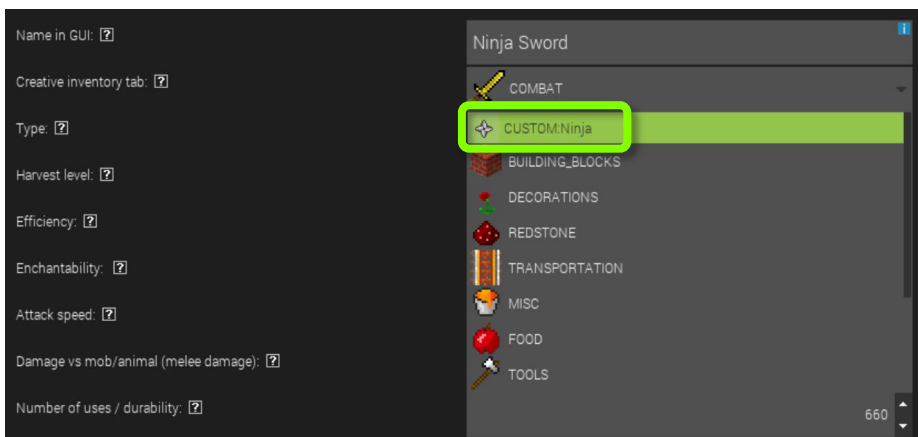 Name in GUI: ?
Ninja Sword
i
Creative inventory tab: ?
COMBAT
Type: ?
CUSTOM:Ninja
BUILDING_BLOCKS
Harvest level: ?
DECORATIONS
Efficiency: ?
REDSTONE
Enchantability: ?
TRANSPORTATION
MISC
Attack speed: ?
FOOD
Damage vs mob/animal (melee damage): ?
TOOLS
Number of uses / durability: ?
660